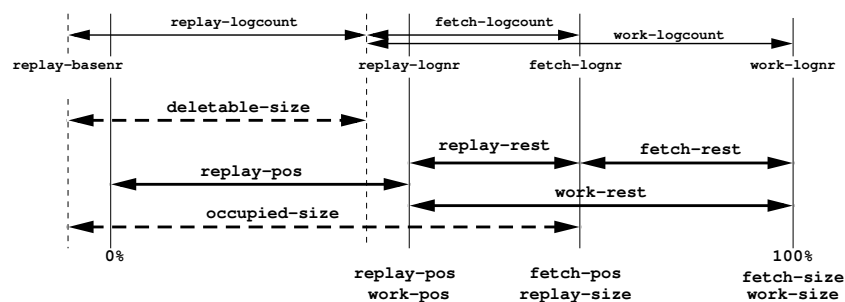 replay-logcount fetch-logcount
work-logcount
replay-basenr replay-lognr fetch-lognr work-lognr
deletable-size
replay-rest fetch-rest
replay-pos
work-rest
occupied-size
0% 100%
replay-pos fetch-pos fetch-size
work-pos replay-size work-size